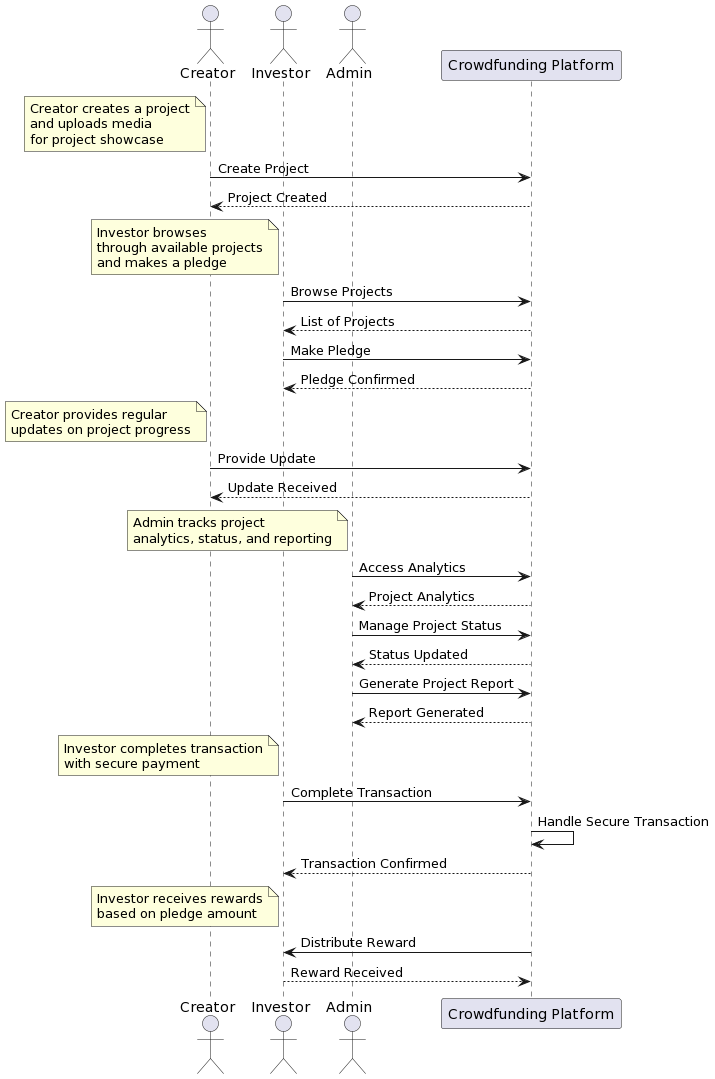 Creator
Investor
Admin
Crowdfunding Platform
Creator creates a project
and uploads media
for project showcase
Create Project
Project Created
Investor browses
through available projects
and makes a pledge
Browse Projects
List of Projects
Make Pledge
Pledge Confirmed
Creator provides regular
updates on project progress
Provide Update
Update Received
Admin tracks project
analytics, status, and reporting
Access Analytics
Project Analytics
Manage Project Status
Status Updated
Generate Project Report
Report Generated
Investor completes transaction
with secure payment
Complete Transaction
Handle Secure Transaction
Transaction Confirmed
Investor receives rewards
based on pledge amount
Distribute Reward
Reward Received
Creator
Investor
Admin
Crowdfunding Platform